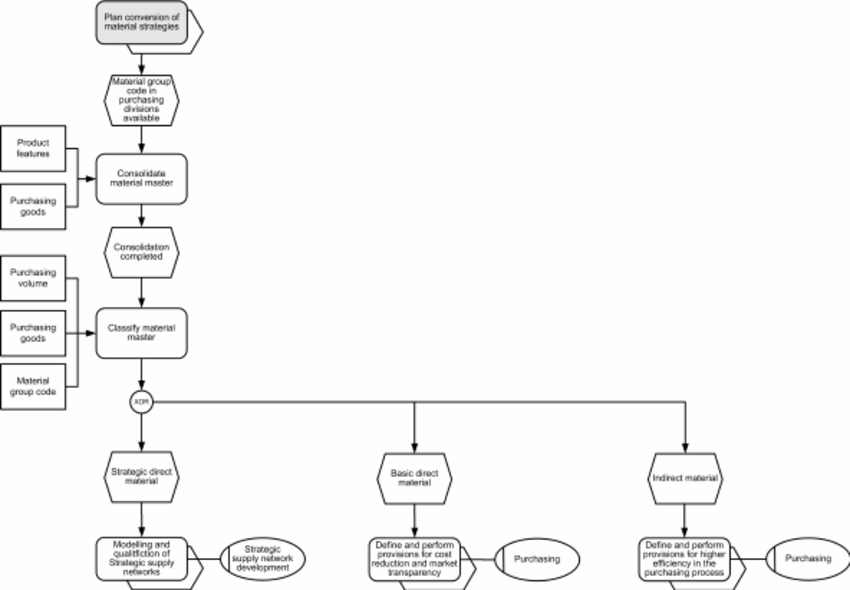 Plan conversion of
material strategies
Material group
code in
purchasing
divisions
available
Product
features
Consolidate
material master
Purchasing
goods
Consolidation
completed
Purchasing
volume
Purchasing
goods
Classify material
master
Material
group code
XOR
Strategic direct
material
Basic direct
material
Indirect material
Modelling and
qualitfiction of
Strategic supply
networks
Strategic
supply network
development
Define and perform
provisions for cost
reduction and market
transparency
Purchasing
Define and perform
provisions for higher
efficiency in the
purchasing process
Purchasing